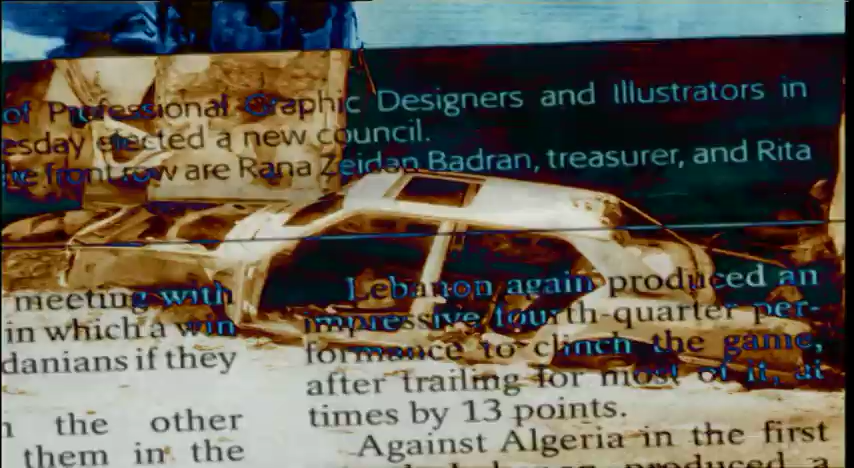 of Professional Graphic Designers and Illustrators in
esday elected a new council.
he front row are Rana Zeidan Badran, treasurer, and Rita
meeting with
in which a win
danians if they
the other
them in the
Lebanon again produced an
impressive fourth-quarter per-
formance to clinch the game,
after trailing for most of it, at
times by 13 points.
Against Algeria in the first
produced a